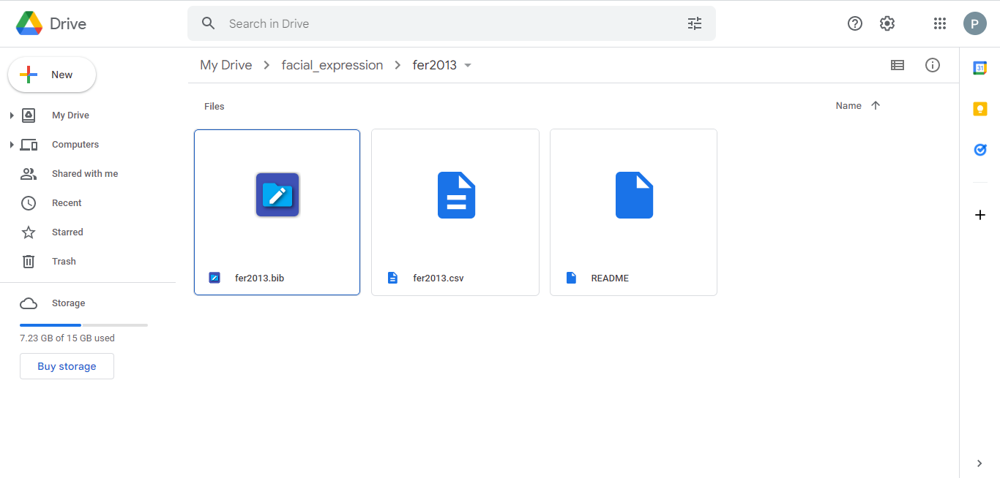 Drive
Search in Drive
P
New
My Drive
Computers
Shared with me
Recent
Starred
Trash
Storage
7.23 GB of 15 GB used
Buy storage
My Drive facial_expression fer2013
Files
Name
fer2013.bib
fer2013.csv
README
31